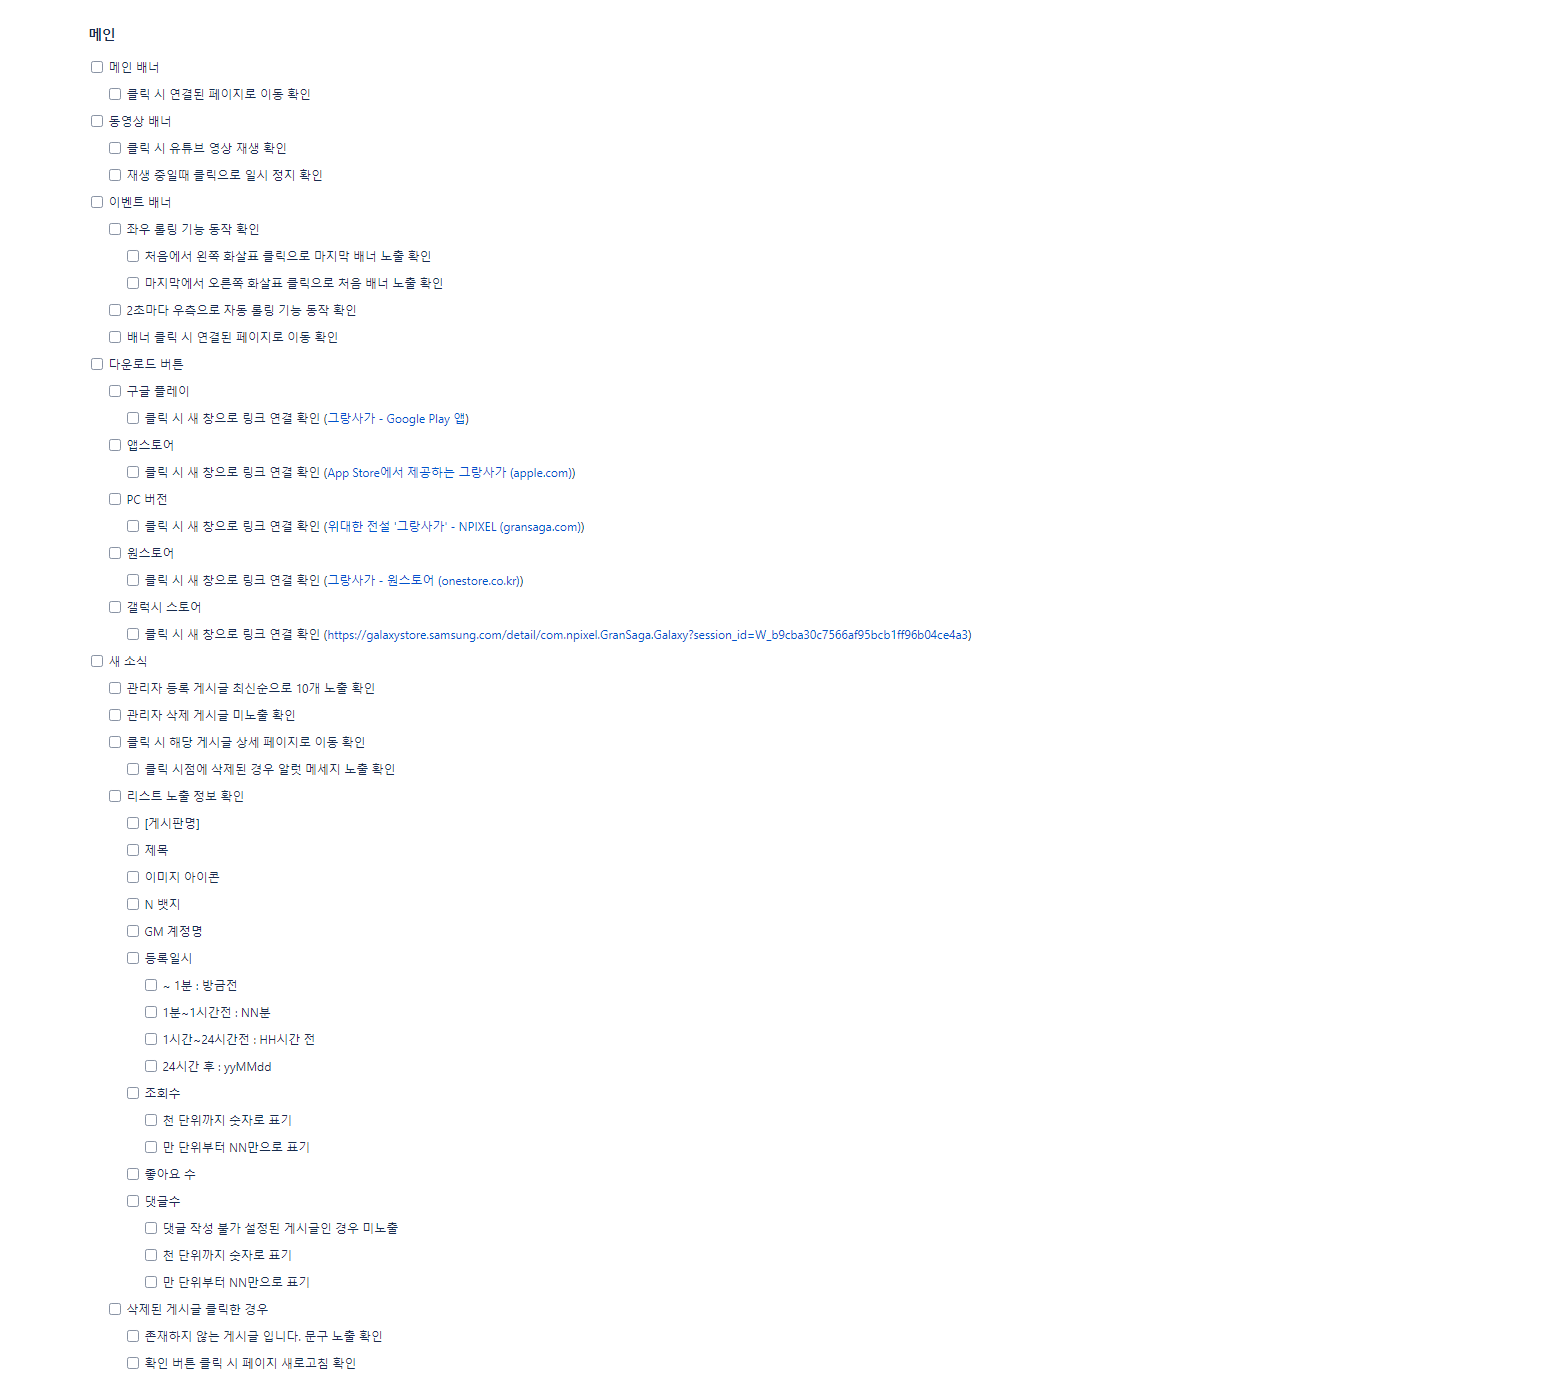 메인
메인 배너
클릭 시 연결된 페이지로 이동 확인
동영상 배너
클릭 시 유튜브 영상 재생 확인
재생 중일때 클릭으로 일시 정지 확인
이벤트 배너
좌우 롤링 기능 동작 확인
처음에서 왼쪽 화살표 클릭으로 마지막 배너 노출 확인
마지막에서 오른쪽 화살표 클릭으로 처음 배너 노출 확인
2초마다 우측으로 자동 롤링 기능 동작 확인
배너 클릭 시 연결된 페이지로 이동 확인
다운로드 버튼
구글 플레이
클릭 시 새 창으로 링크 연결 확인 (그랑사가 - Google Play 앱)
앱스토어
클릭 시 새 창으로 링크 연결 확인 (App Store에서 제공하는 그랑사가 (apple.com))
PC 버전
클릭 시 새 창으로 링크 연결 확인 (위대한 전설 '그랑사가' - NPIXEL (gransaga.com))
원스토어
클릭 시 새 창으로 링크 연결 확인 (그랑사가 - 원스토어 (onestore.co.kr))
갤럭시 스토어
클릭 시 새 창으로 링크 연결 확인 (https://galaxystore.samsung.com/detail/com.npixel.GranSaga.Galaxy?session_id=W_b9cba30c7566af95bcb1ff96b04ce4a3)
새 소식
관리자 등록 게시글 최신순으로 10개 노출 확인
관리자 삭제 게시글 미노출 확인
클릭 시 해당 게시글 상세 페이지로 이동 확인
클릭 시점에 삭제된 경우 알럿 메세지 노출 확인
리스트 노출 정보 확인
[게시판명]
제목
이미지 아이콘
N 뱃지
GM 계정명
등록일시
~ 1분 : 방금전
1분~1시간전 : NN분
1시간~24시간전 : HH시간 전
24시간 후 : yyMMdd
조회수
천 단위까지 숫자로 표기
만 단위부터 NN만으로 표기
좋아요 수
댓글수
댓글 작성 불가 설정된 게시글인 경우 미노출
천 단위까지 숫자로 표기
만 단위부터 NN만으로 표기
삭제된 게시글 클릭한 경우
존재하지 않는 게시글 입니다. 문구 노출 확인
확인 버튼 클릭 시 페이지 새로고침 확인